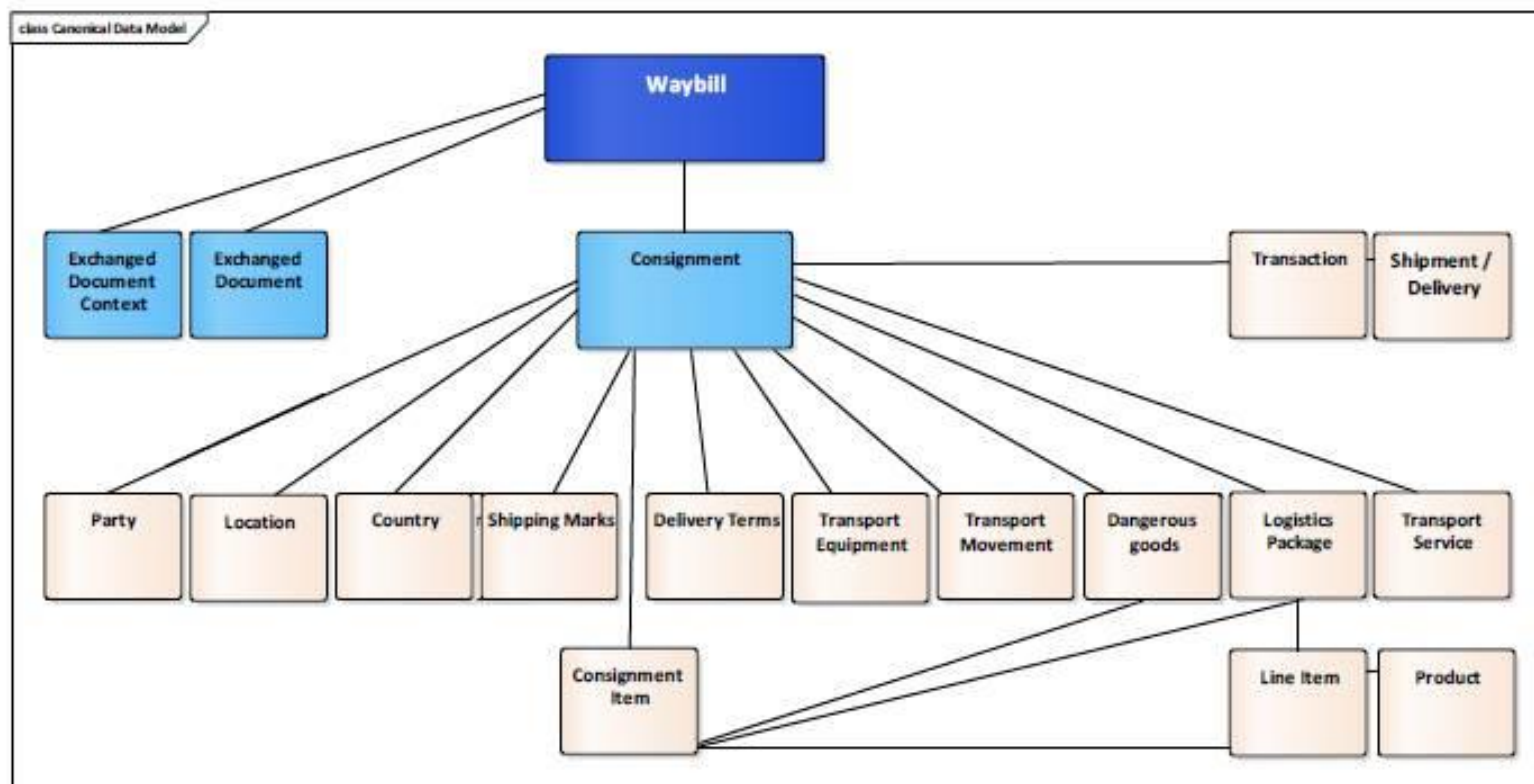 class Canonical Data Model
Waybill
Exchanged
Document
Context
Exchanged
Document
Consignment
Transaction
Shipment /
Delivery
Party
Location
Country
Shipping Marks
Delivery Terms
Transport
Equipment
Transport
Movement
Dangerous
goods
Logistics
Package
Transport
Service
Consignment
Item
Line Item
Product